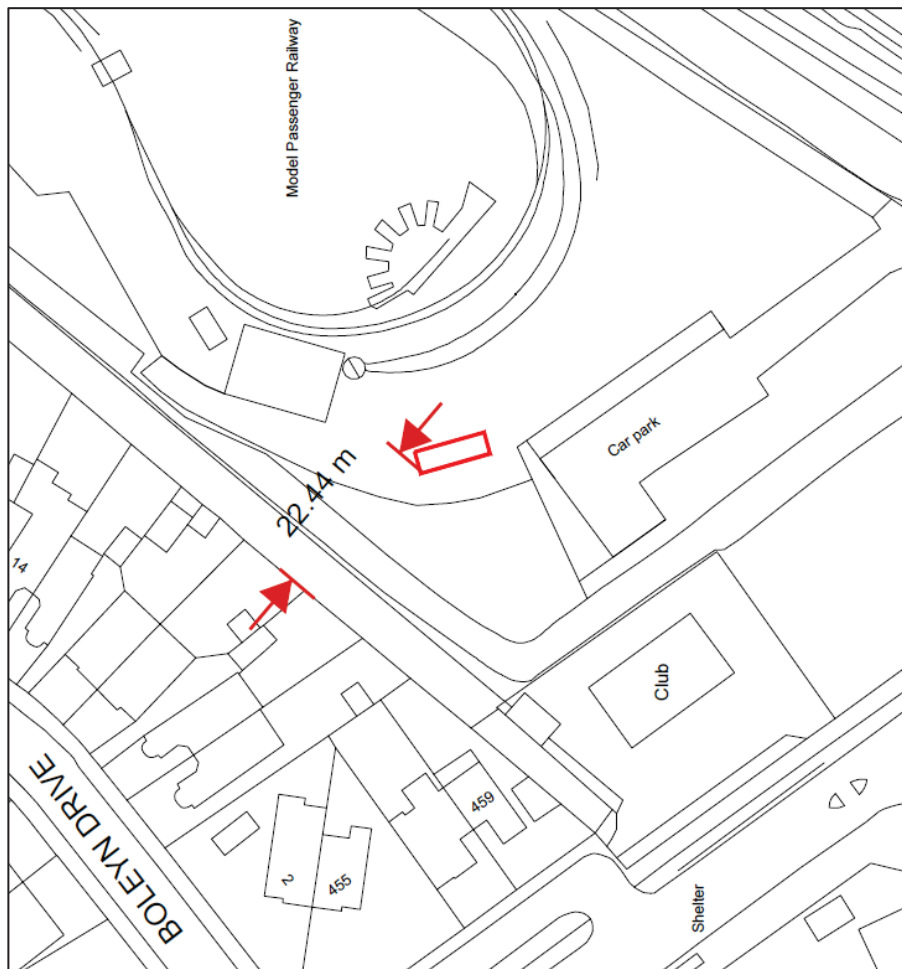 Model Passenger Railway
Car park
22.44 m
14
Club
BOLEYN DRIVE
459
2
455
Shelter